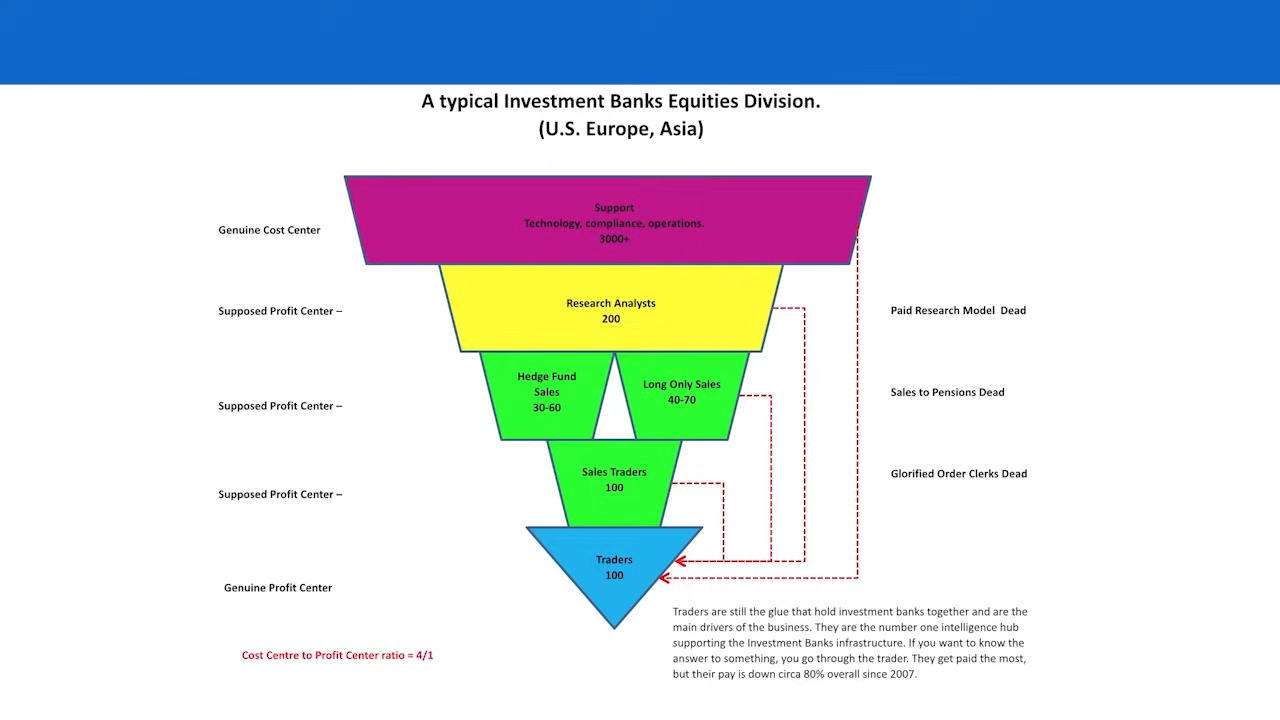 A typical Investment Banks Equities Division.
(U.S. Europe, Asia)
Support
Technology, compliance, operations.
3000+
Genuine Cost Center
Research Analysts
200
Supposed Profit Center –
Paid Research Model  Dead
Hedge Fund
Sales
30-60
Long Only Sales
40-70
Supposed Profit Center –
Sales to Pensions Dead
Sales Traders
100
Supposed Profit Center –
Glorified Order Clerks Dead
Traders
100
Genuine Profit Center
Traders are still the glue that hold investment banks together and are the
main drivers of the business. They are the number one intelligence hub
supporting the Investment Banks infrastructure. If you want to know the
answer to something, you go through the trader. They get paid the most,
but their pay is down circa 80% overall since 2007.
Cost Centre to Profit Center ratio = 4/1